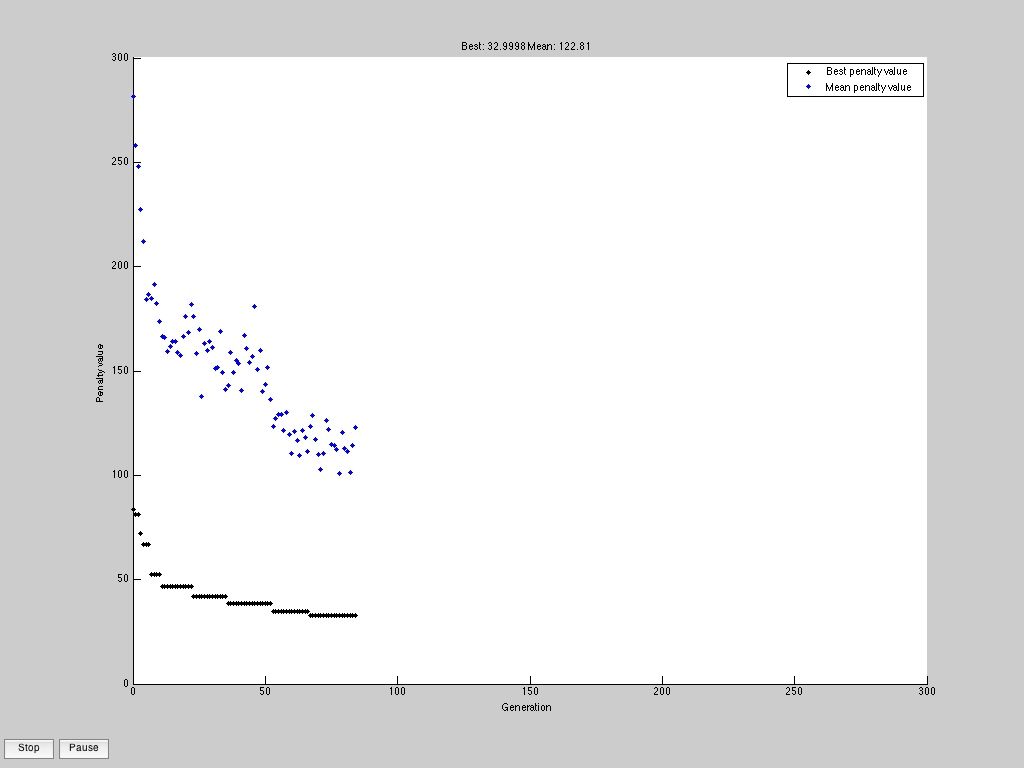 Best: 32.9998 Mean: 122.81
300
Best penalty value
Mean penalty value
250
200
150
Penalty value
100
50
0
0 50 100 150 200 250 300
Generation
Stop Pause